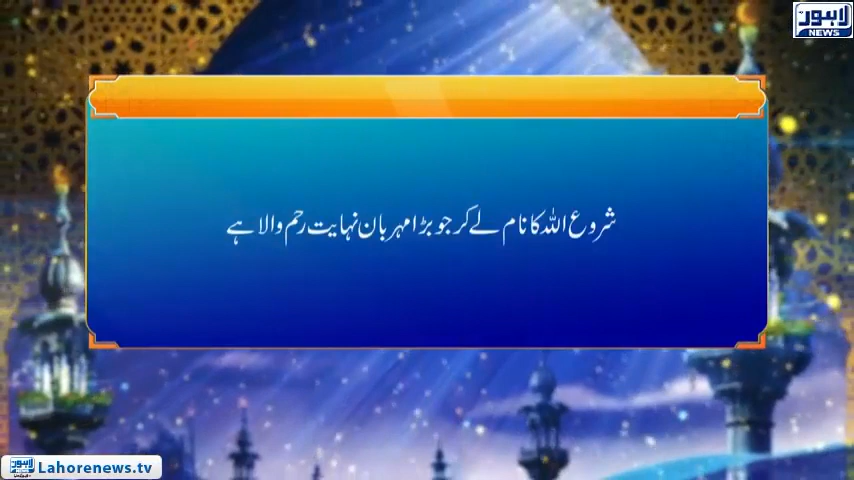 لاہور
NEWS
شروع اللہ کا نام لے کر جو بڑا مہربان نہایت رحم والا ہے
Lahorenews.tv